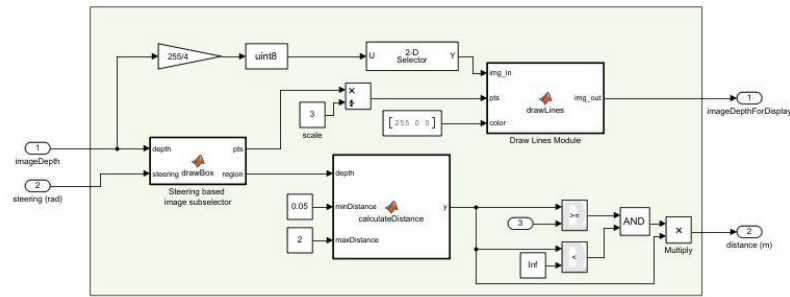 255/4
uint8
U
2-D
Selector
Y
img_in
pts
color
drawLines
img_out
Draw Lines Module
1
imageDepthForDisplay
×
÷
3
scale
[255 0 0]
1
imageDepth
2
steering (rad)
depth
steering
drawBox
pts
region
Steering based
image subselector
0.05
2
depth
minDistance
maxDistance
calculateDistance
y
3
>=
Inf
<
AND
×
Multiply
2
distance (m)